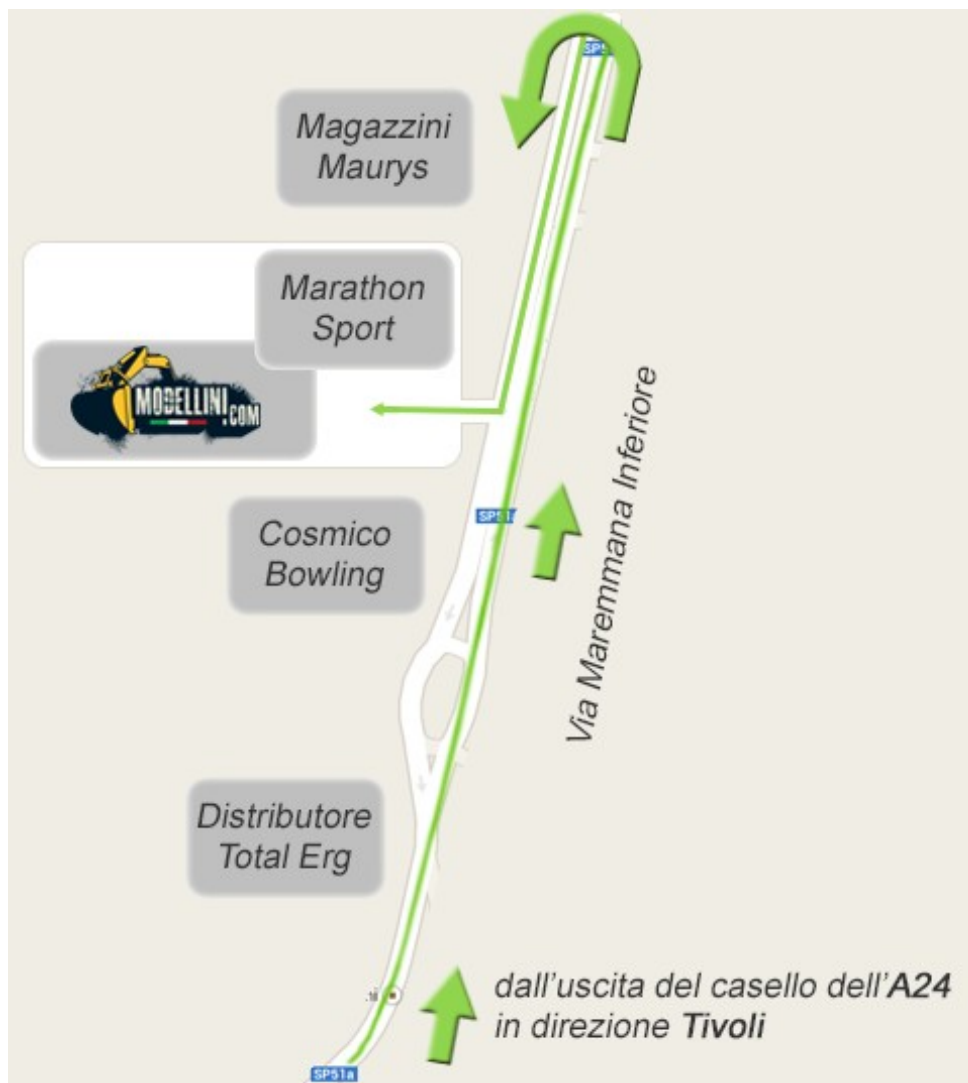 SP5
Magazzini
Maurys
Marathon
Sport
MODELLINI.COM
SP51
Cosmico
Bowling
Via Maremmana Inferiore
Distributore
Total Erg
dall'uscita del casello dell'A24
in direzione Tivoli
SP51a